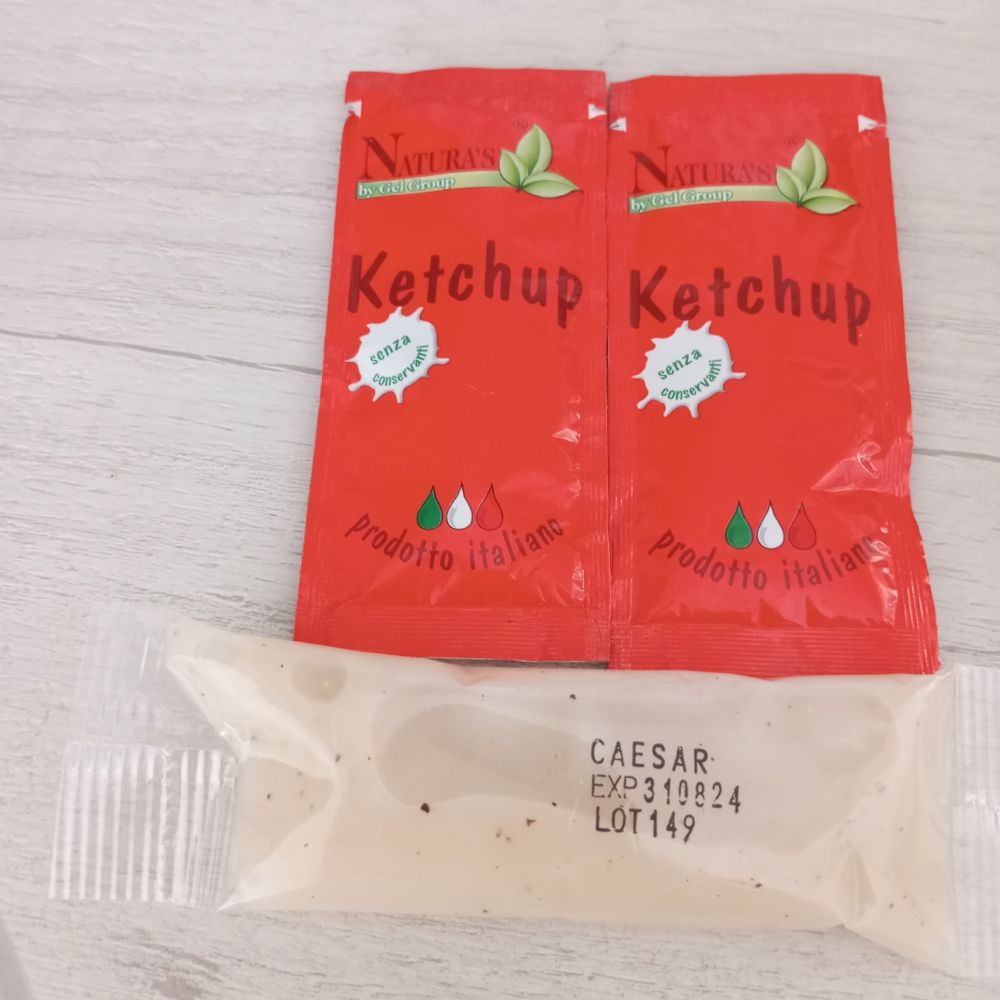 NATURA'S
by Gel Group
Ketchup
senza
conservanti
prodotto italiano
NATURA'S
by Gel Group
Ketchup
senza
conservanti
prodotto italiano
CAESAR
EXP310824
LOT149